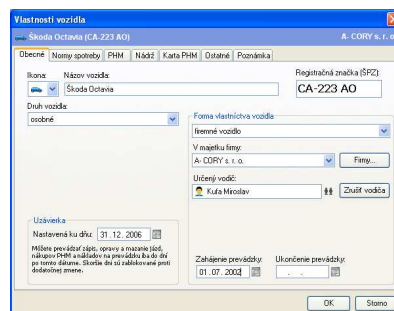 Vlastnosti vozidla
Škoda Octavia (CA-223 AO)
A- CORY s. r. o.
Obecné Normy spotreby PHM Nádrž Karta PHM Ostatné Poznámka
Ikona: Názov vozidla: Registračná značka (ŠPZ):
Škoda Octavia CA-223 AO
Druh vozidla:
osobné
Forma vlastníctva vozidla
firemné vozidlo
V majetku firmy:
A- CORY s. r. o. Firmy...
Určený vodič:
Kufa Miroslav Zrušiť vodiča
Uzávierka
Nastavená ku dňu: 31.12.2006
Môžete prevádzať zápis, opravy a mazanie jázd,
nákupov PHM a nákladov na prevádzku iba do dní
po tomto dátume. Skoršie dni sú zablokované proti
dodatočnej zmene.
Zahájenie prevádzky: Ukončenie prevádzky:
01.07.2002 . .
OK Storno